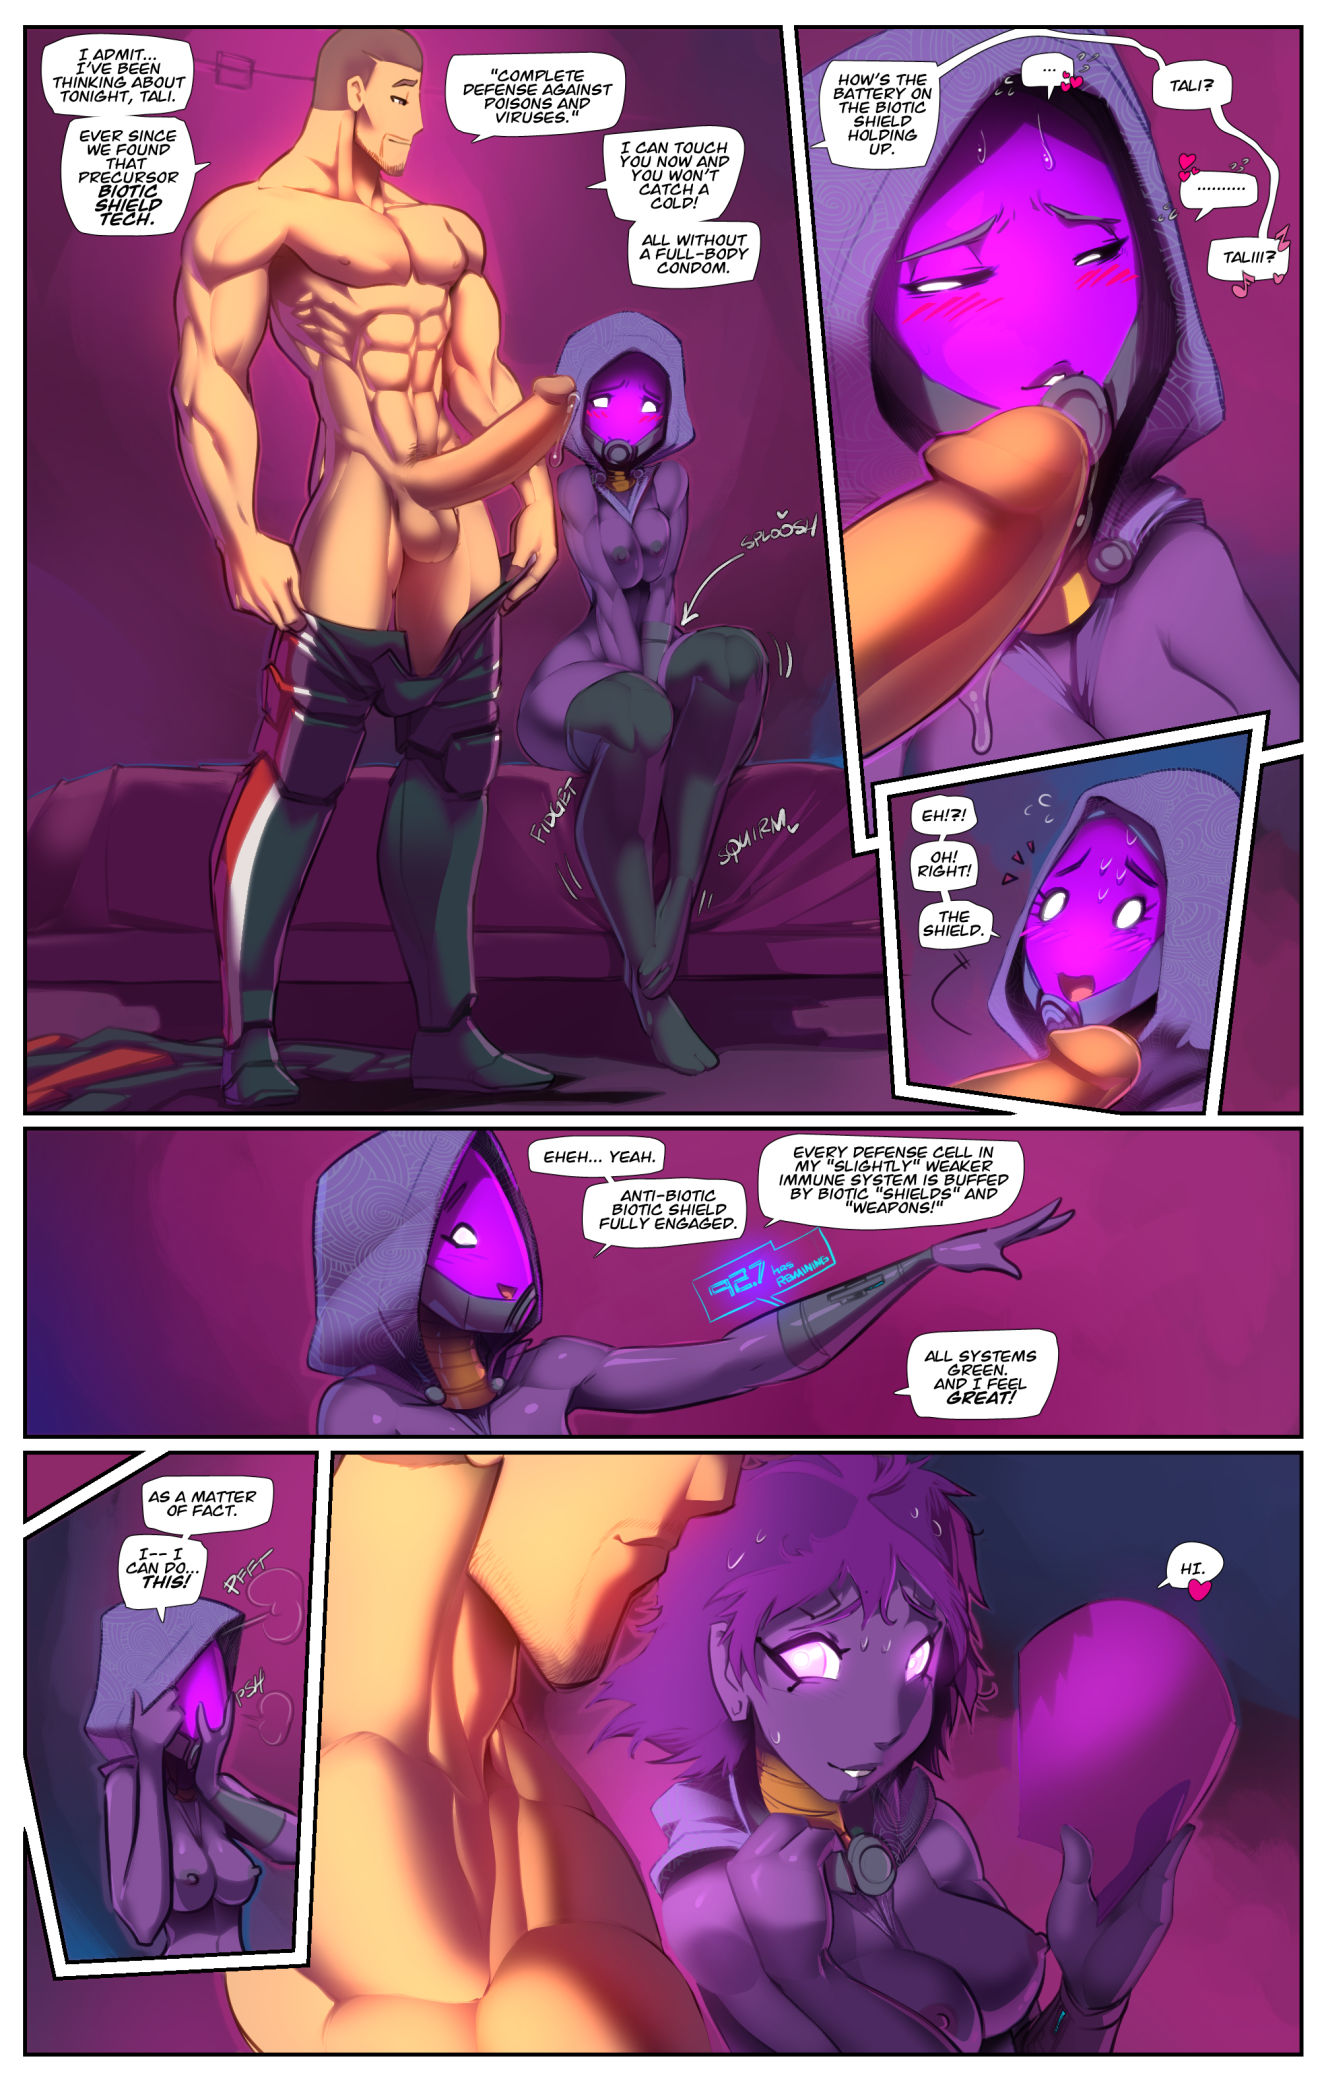 I ADMIT...
I'VE BEEN
THINKING ABOUT
TONIGHT, TALI.
EVER SINCE
WE FOUND
THAT
PRECURSOR
BIOTIC
SHIELD
TECH.
"COMPLETE
DEFENSE AGAINST
POISONS AND
VIRUSES."
I CAN TOUCH
YOU NOW AND
YOU WON'T
CATCH A
COLD!
ALL WITHOUT
A FULL-BODY
CONDOM.
SPLOOSH
FIDGET
SQUIRM
HOW'S THE
BATTERY ON
THE BIOTIC
SHIELD
HOLDING
UP.
...
TALI?
..........
TALIII?
EH!?!
OH!
RIGHT!
THE
SHIELD.
EHEH... YEAH.
ANTI-BIOTIC
BIOTIC SHIELD
FULLY ENGAGED.
EVERY DEFENSE CELL IN
MY "SLIGHTLY" WEAKER
IMMUNE SYSTEM IS BUFFED
BY BIOTIC "SHIELDS" AND
"WEAPONS!"
192.7 HRS
REMAINING
ALL SYSTEMS
GREEN.
AND I FEEL
GREAT!
AS A MATTER
OF FACT.
I-- I
CAN DO...
THIS!
PFFT
PSH
HI.